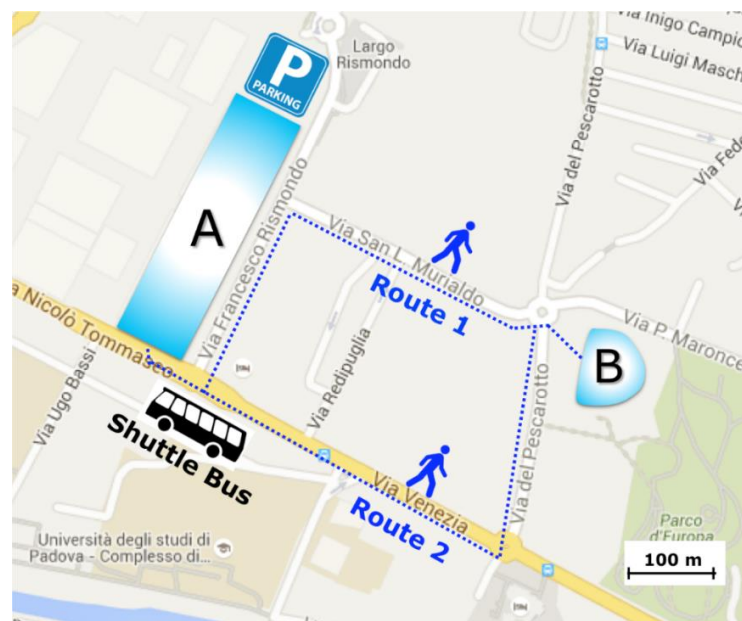 Via Inigo Campio
Via Luigi Masch
Largo
Rismondo
P
PARKING
Via del Pescarotto
Via Fede
A
Via Francesco Rismondo
Via San L. Murialdo
Route 1
a Nicolò Tommaseo
Via P. Maronce
B
Via Redipuglia
Via Ugo Bassi
Shuttle Bus
Via del Pescarotto
Via Venezia
Route 2
Università degli studi di
Padova - Complesso di...
Parco
d'Europa
100 m